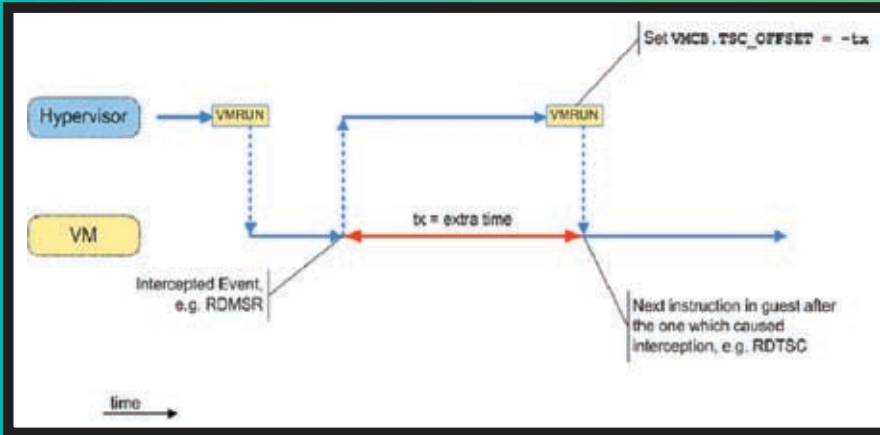 Set VMCB.TSC_OFFSET = -tx
Hypervisor
VMRUN
VMRUN
tx = extra time
VM
Intercepted Event,
e.g. RDMSR
Next instruction in guest after
the one which caused
interception, e.g. RDTSC
time